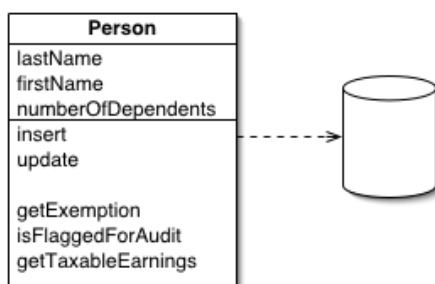 Person
lastName
firstName
numberOfDependents
insert
update
getExemption
isFlaggedForAudit
getTaxableEarnings